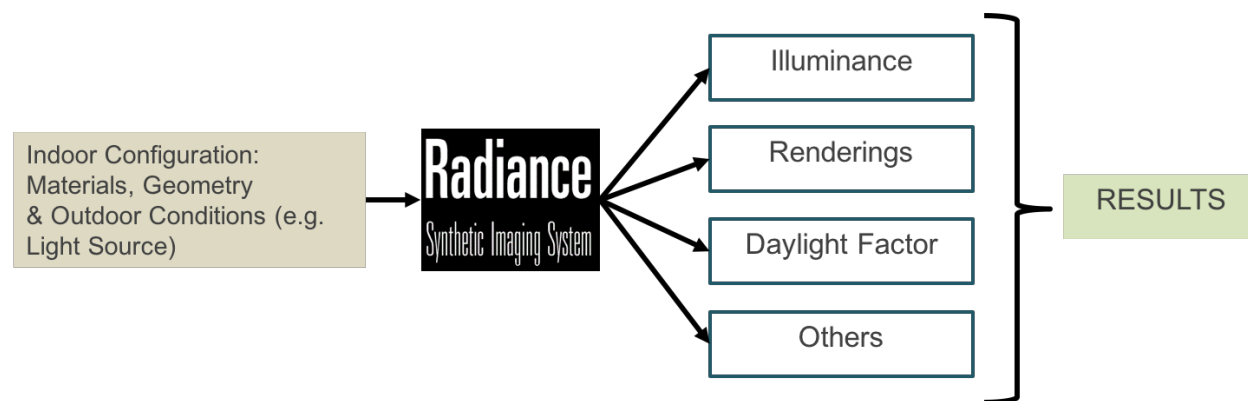 Indoor Configuration:
Materials, Geometry
& Outdoor Conditions (e.g.
Light Source)
Radiance
Synthetic Imaging System
Illuminance
Renderings
Daylight Factor
Others
RESULTS